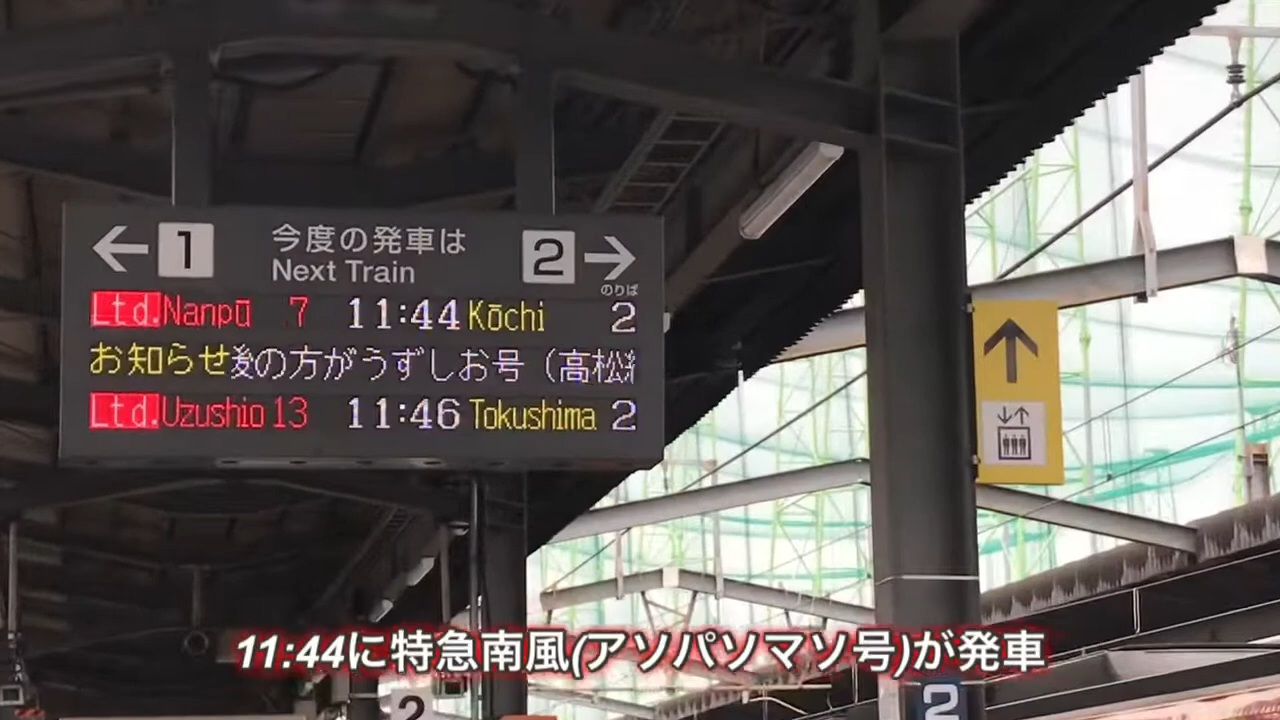 ← 1 今度の発車は 2 →
Next Train
のりば
Ltd. Nanpū 7 11:44 Kōchi 2
お知らせ 後の方がうずしお号（高松
Ltd. Uzushio 13 11:46 Tokushima 2
11:44に特急南風(アソパソマソ号)が発車
2
2